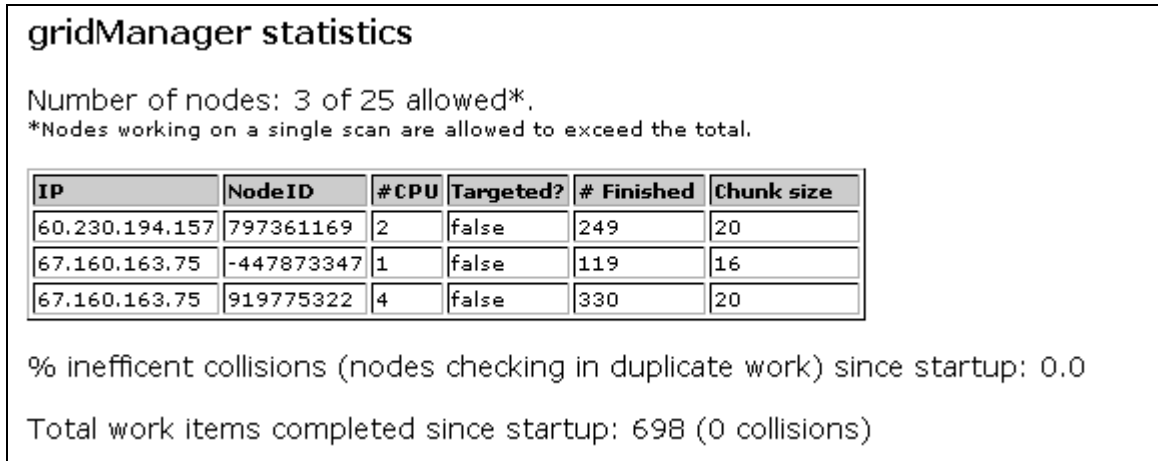 gridManager statistics
Number of nodes: 3 of 25 allowed*.
*Nodes working on a single scan are allowed to exceed the total.
IP NodeID #CPU Targeted? # Finished Chunk size
60.230.194.157 797361169 2 false 249 20
67.160.163.75 -447873347 1 false 119 16
67.160.163.75 919775322 4 false 330 20
% inefficent collisions (nodes checking in duplicate work) since startup: 0.0
Total work items completed since startup: 698 (0 collisions)